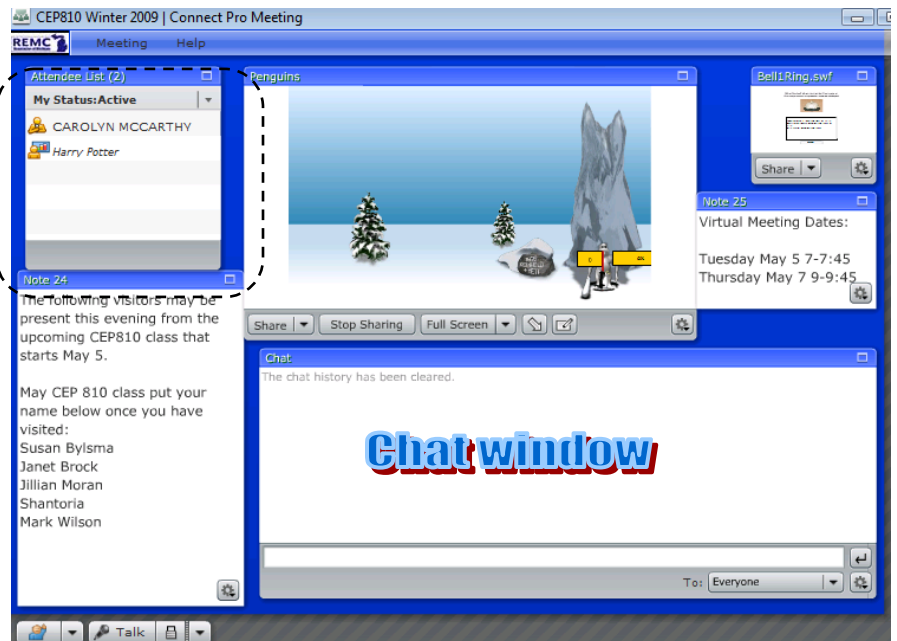 CEP810 Winter 2009 | Connect Pro Meeting
REMC
Meeting Help
Attendee List (2)
My Status:Active
CAROLYN MCCARTHY
Harry Potter
Note 24
The following visitors may be
present this evening from the
upcoming CEP810 class that
starts May 5.
May CEP 810 class put your
name below once you have
visited:
Susan Bylsma
Janet Brock
Jillian Moran
Shantoria
Mark Wilson
Penguins
Share
Stop Sharing
Full Screen
Bell1Ring.swf
Share
Note 25
Virtual Meeting Dates:
Tuesday May 5 7-7:45
Thursday May 7 9-9:45
Chat
The chat history has been cleared.
Chat window
To: Everyone
Talk